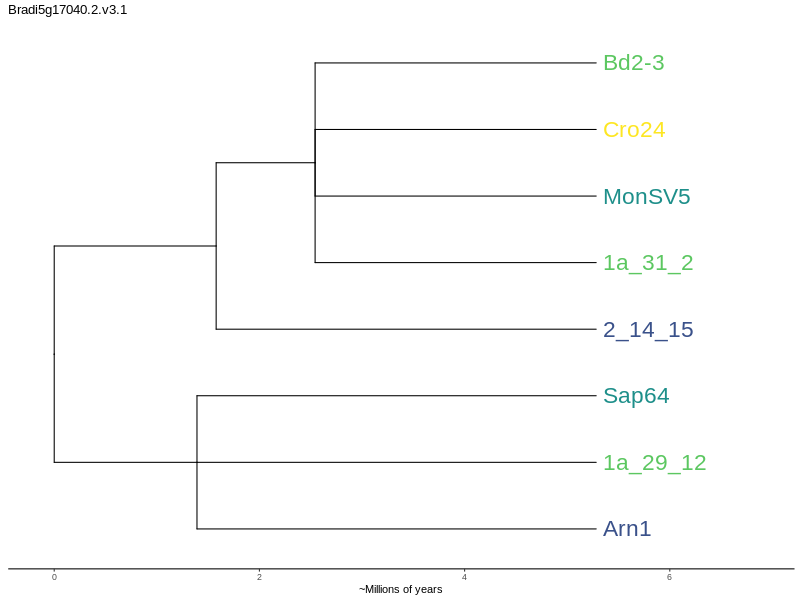 Bradi5g17040.2.v3.1
Bd2-3
Cro24
MonSV5
1a_31_2
2_14_15
Sap64
1a_29_12
Arn1
0 2 4 6
~Millions of years